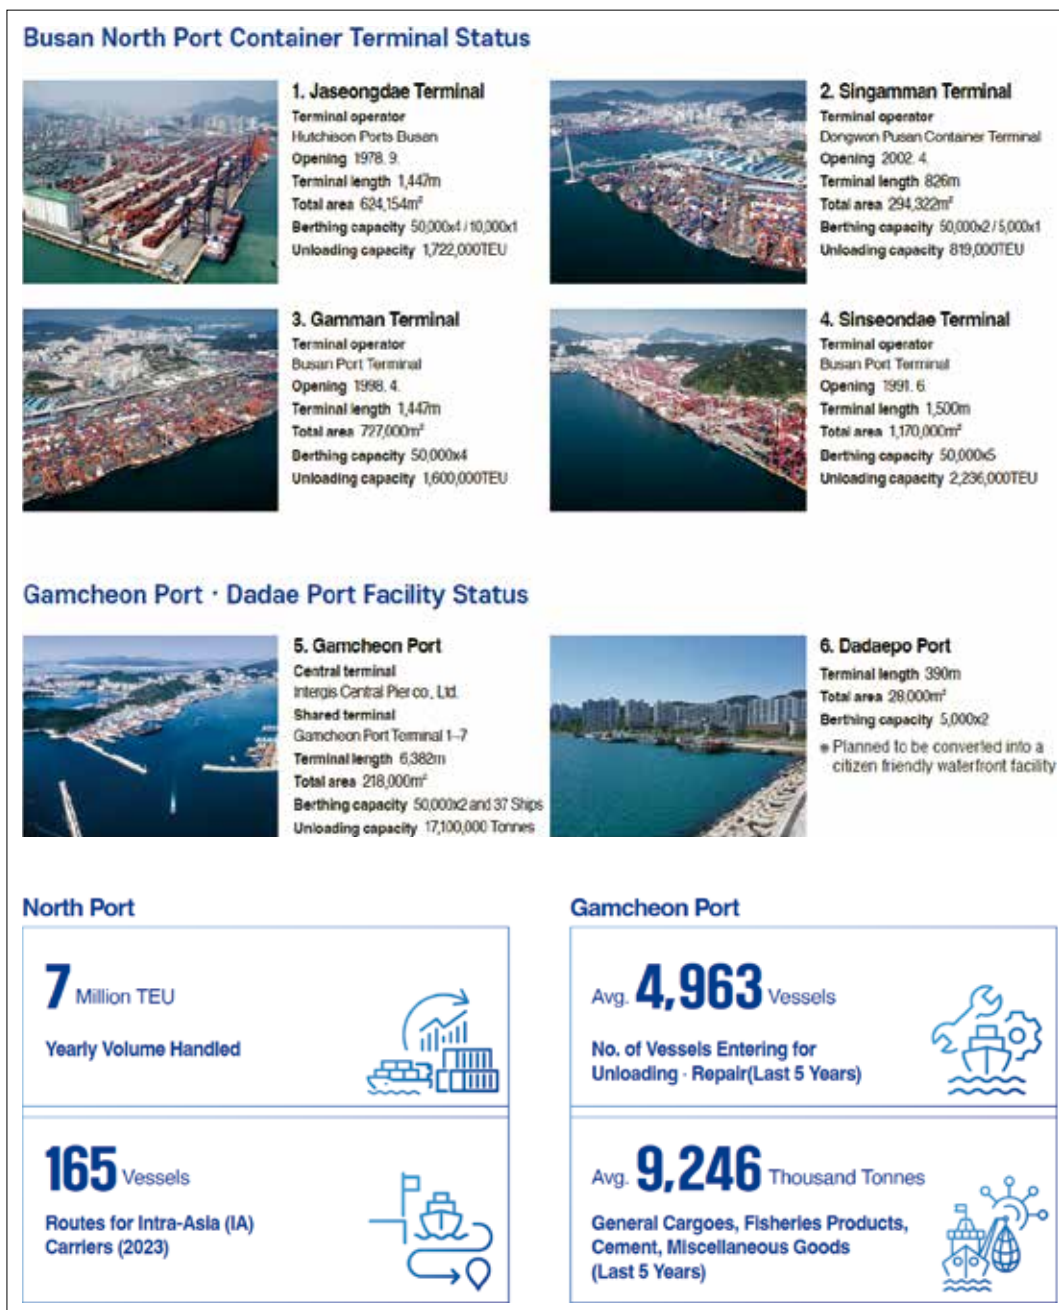 Busan North Port Container Terminal Status
1. Jaseongdae Terminal
Terminal operator
Hutchison Ports Busan
Opening 1978. 9.
Terminal length 1,447m
Total area 624,154m²
Berthing capacity 50,000x4 / 10,000x1
Unloading capacity 1,722,000TEU
2. Singamman Terminal
Terminal operator
Dongwon Pusan Container Terminal
Opening 2002. 4.
Terminal length 826m
Total area 294,322m²
Berthing capacity 50,000x2 / 5,000x1
Unloading capacity 819,000TEU
3. Gamman Terminal
Terminal operator
Busan Port Terminal
Opening 1998. 4.
Terminal length 1,447m
Total area 727,000m²
Berthing capacity 50,000x4
Unloading capacity 1,600,000TEU
4. Sinseondae Terminal
Terminal operator
Busan Port Terminal
Opening 1991. 6.
Terminal length 1,500m
Total area 1,170,000m²
Berthing capacity 50,000x5
Unloading capacity 2,236,000TEU
Gamcheon Port · Dadae Port Facility Status
5. Gamcheon Port
Central terminal
Intergis Central Pier co., Ltd.
Shared terminal
Gamcheon Port Terminal 1–7
Terminal length 6,382m
Total area 218,000m²
Berthing capacity 50,000x2 and 37 Ships
Unloading capacity 17,100,000 Tonnes
6. Dadaepo Port
Terminal length 390m
Total area 28,000m²
Berthing capacity 5,000x2
※ Planned to be converted into a
citizen friendly waterfront facility
North Port
7 Million TEU
Yearly Volume Handled
165 Vessels
Routes for Intra-Asia (IA)
Carriers (2023)
Gamcheon Port
Avg. 4,963 Vessels
No. of Vessels Entering for
Unloading · Repair(Last 5 Years)
Avg. 9,246 Thousand Tonnes
General Cargoes, Fisheries Products,
Cement, Miscellaneous Goods
(Last 5 Years)